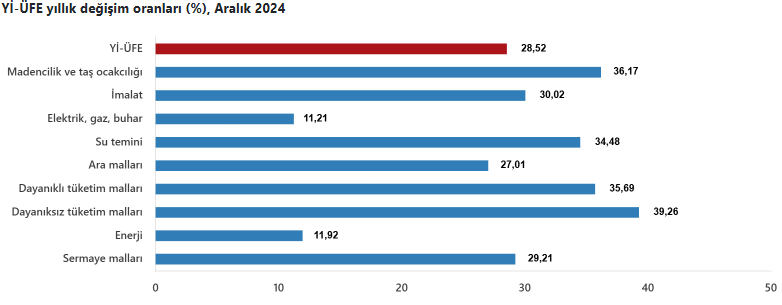 Yİ-ÜFE yıllık değişim oranları (%), Aralık 2024
Yİ-ÜFE 28,52
Madencilik ve taş ocakcılığı 36,17
İmalat 30,02
Elektrik, gaz, buhar 11,21
Su temini 34,48
Ara malları 27,01
Dayanıklı tüketim malları 35,69
Dayanıksız tüketim malları 39,26
Enerji 11,92
Sermaye malları 29,21
0 10 20 30 40 50